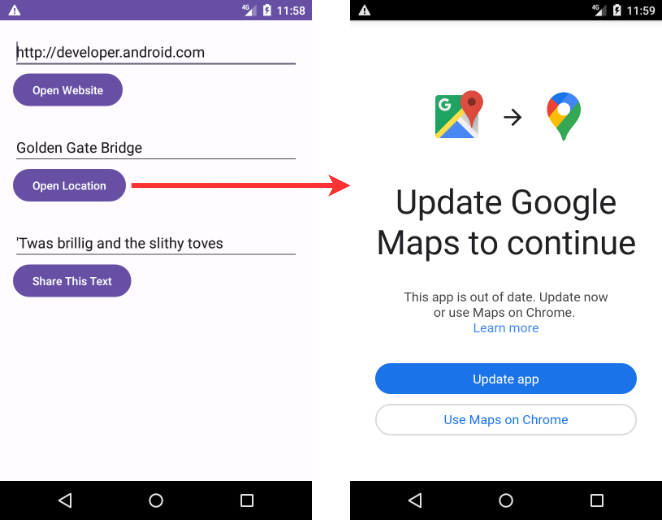 4G 11:58
http://developer.android.com
Open Website
Golden Gate Bridge
Open Location
'Twas brillig and the slithy toves
Share This Text
4G 11:59
G
Update Google
Maps to continue
This app is out of date. Update now
or use Maps on Chrome.
Learn more
Update app
Use Maps on Chrome